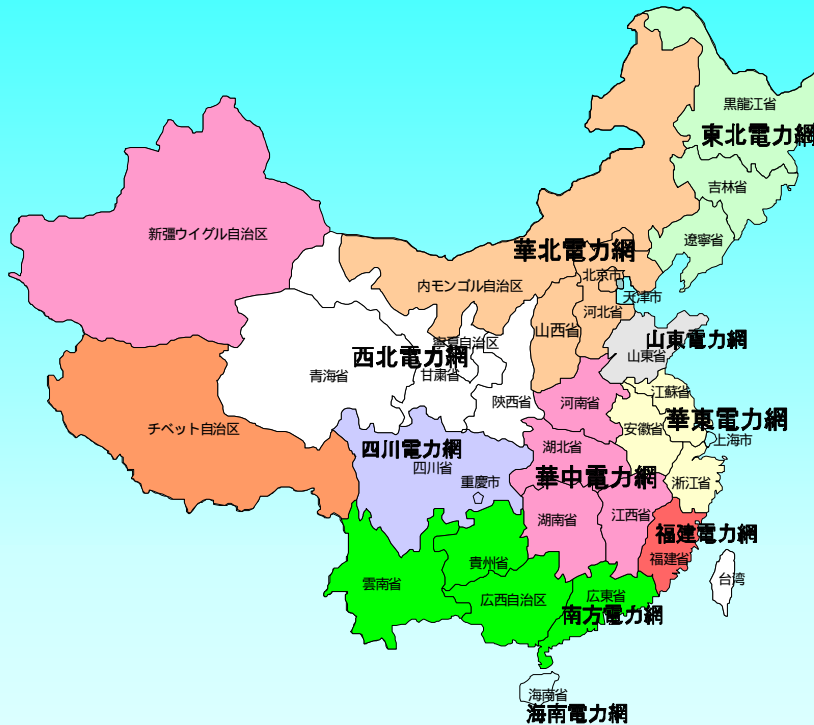 黒龍江省
東北電力網
吉林省
新疆ウイグル自治区
遼寧省
華北電力網
北京市
内モンゴル自治区
天津市
河北省
山西省
寧夏自治区
山東電力網
西北電力網
山東省
青海省
甘粛省
江蘇省
陝西省
河南省
華東電力網
チベット自治区
安徽省
上海市
四川電力網
湖北省
四川省
華中電力網
重慶市
浙江省
湖南省
江西省
福建電力網
福建省
貴州省
雲南省
台湾
広西自治区
広東省
南方電力網
海南省
海南電力網